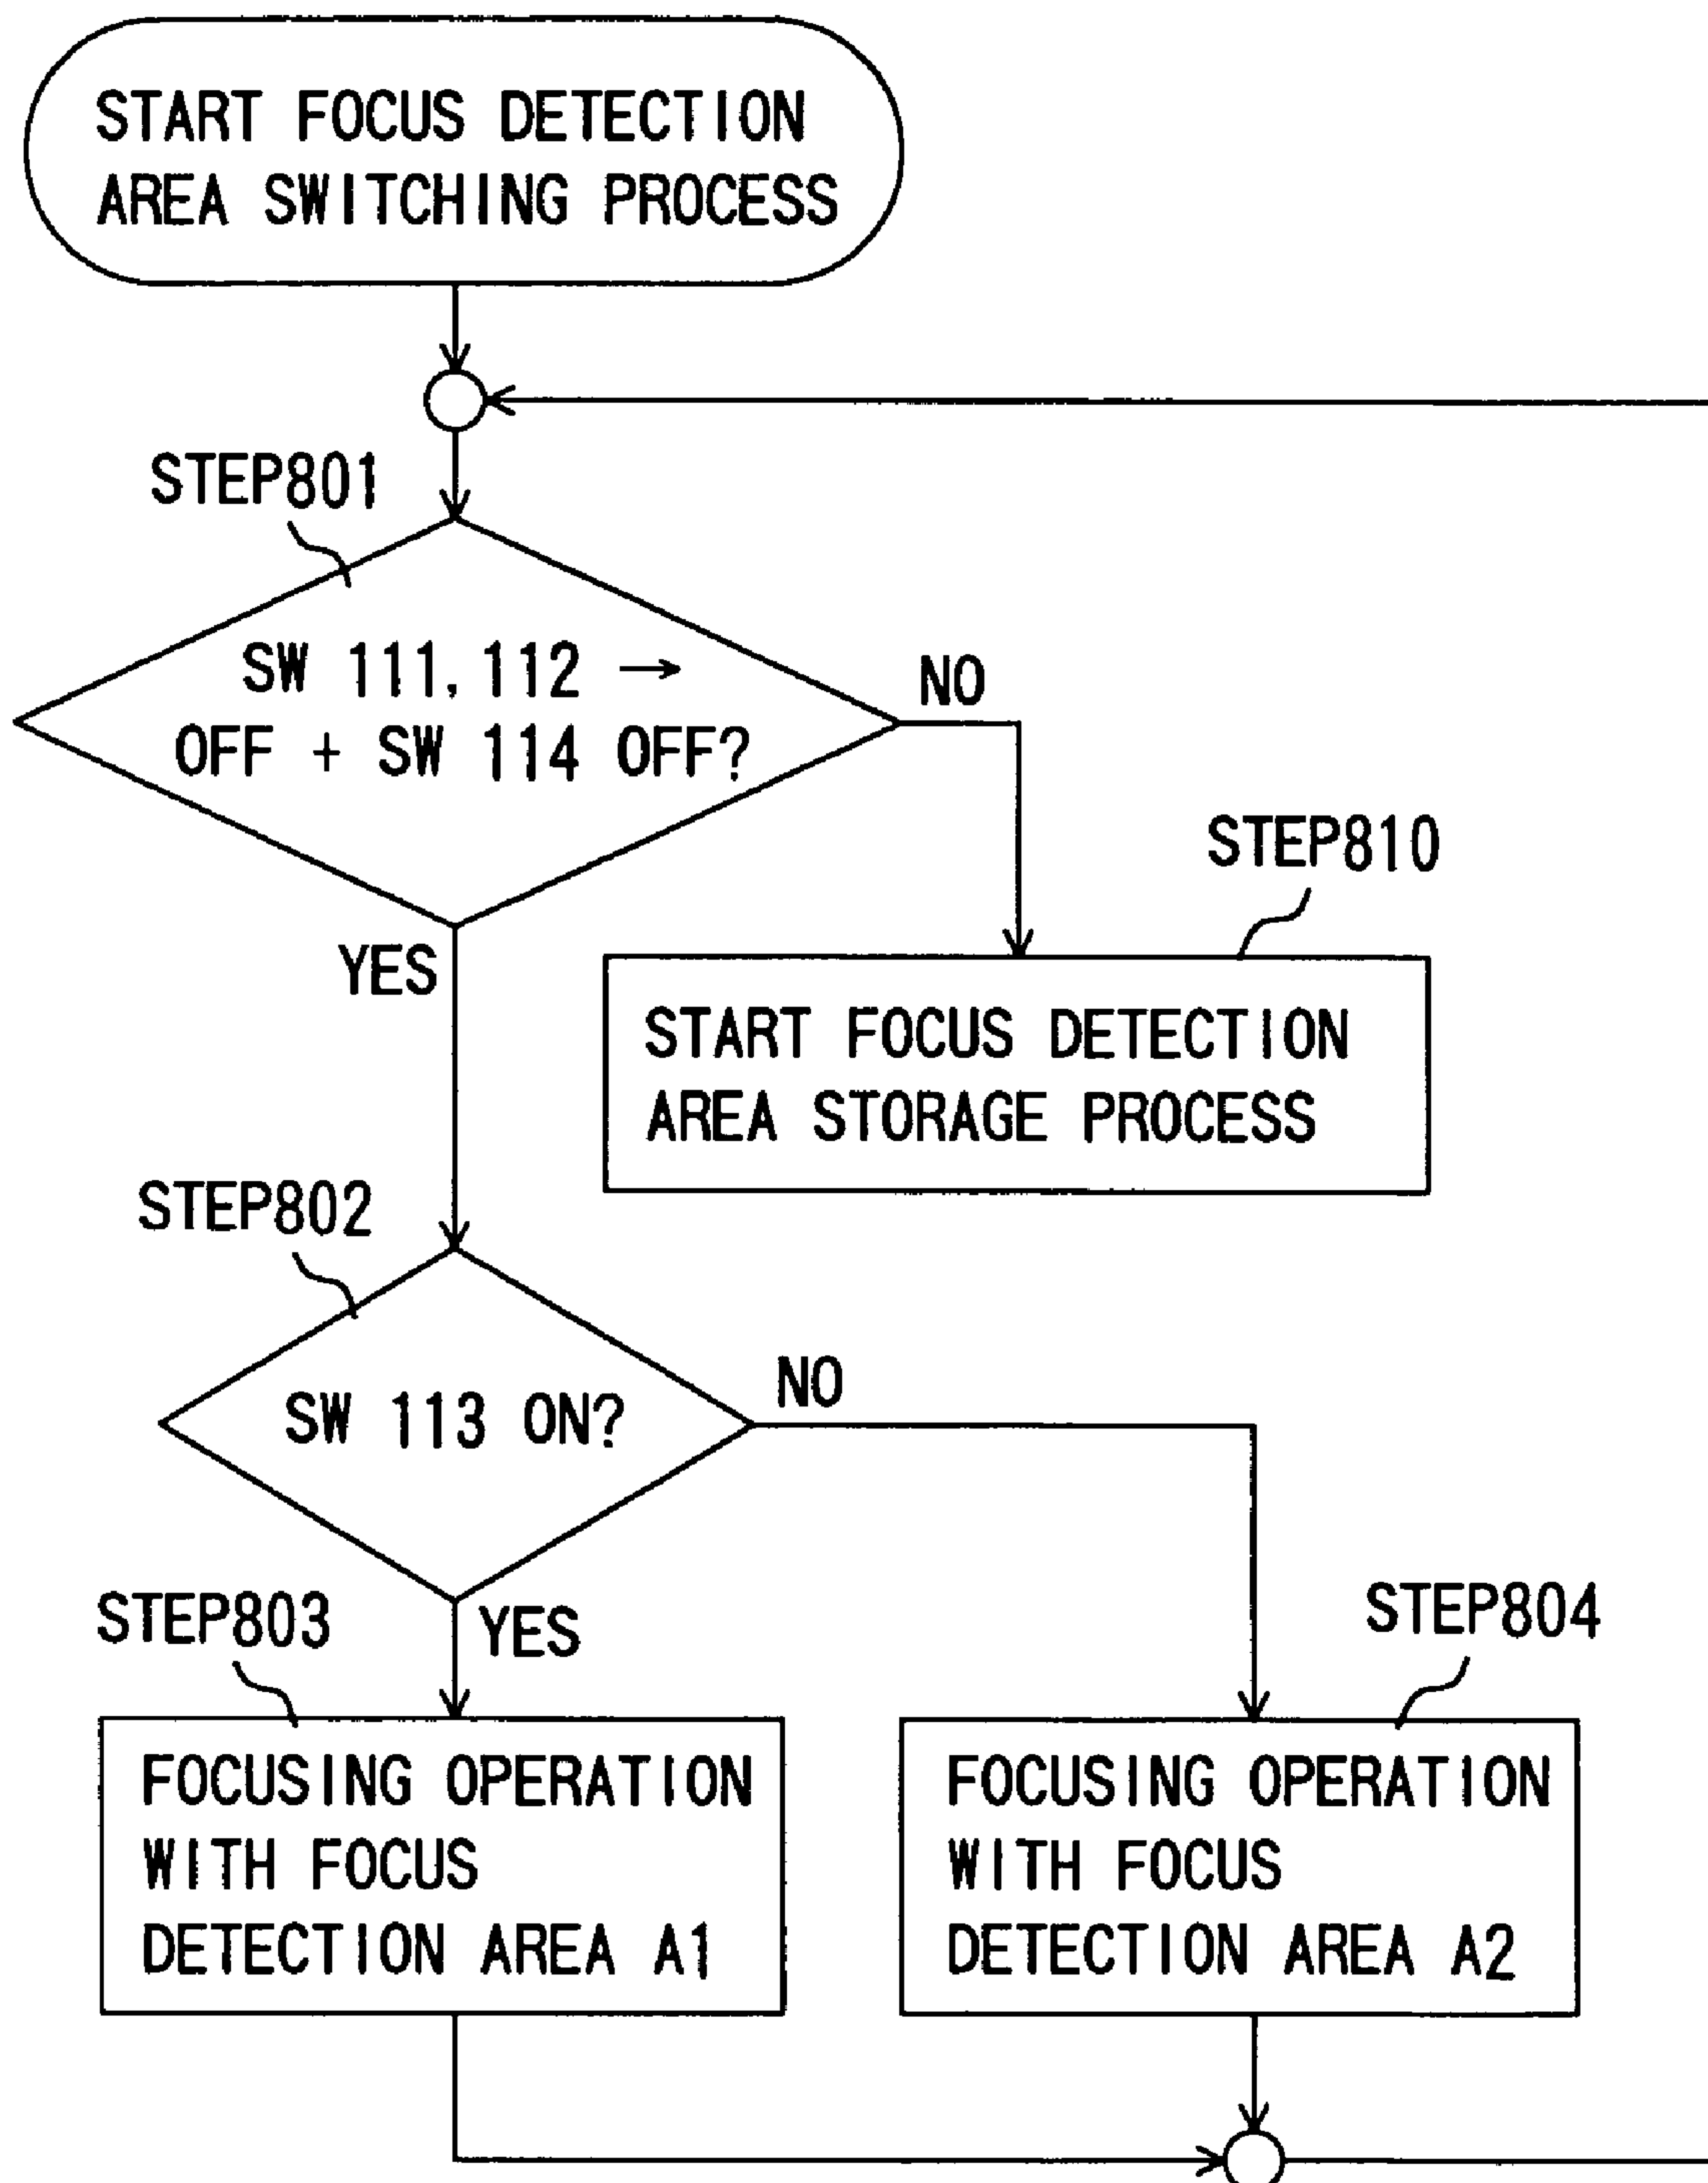 START FOCUS DETECTION
AREA SWITCHING PROCESS
STEP801
SW 111, 112 →
OFF + SW 114 OFF?
NO
YES
STEP810
START FOCUS DETECTION
AREA STORAGE PROCESS
STEP802
SW 113 ON?
NO
YES
STEP803
FOCUSING OPERATION
WITH FOCUS
DETECTION AREA A1
STEP804
FOCUSING OPERATION
WITH FOCUS
DETECTION AREA A2